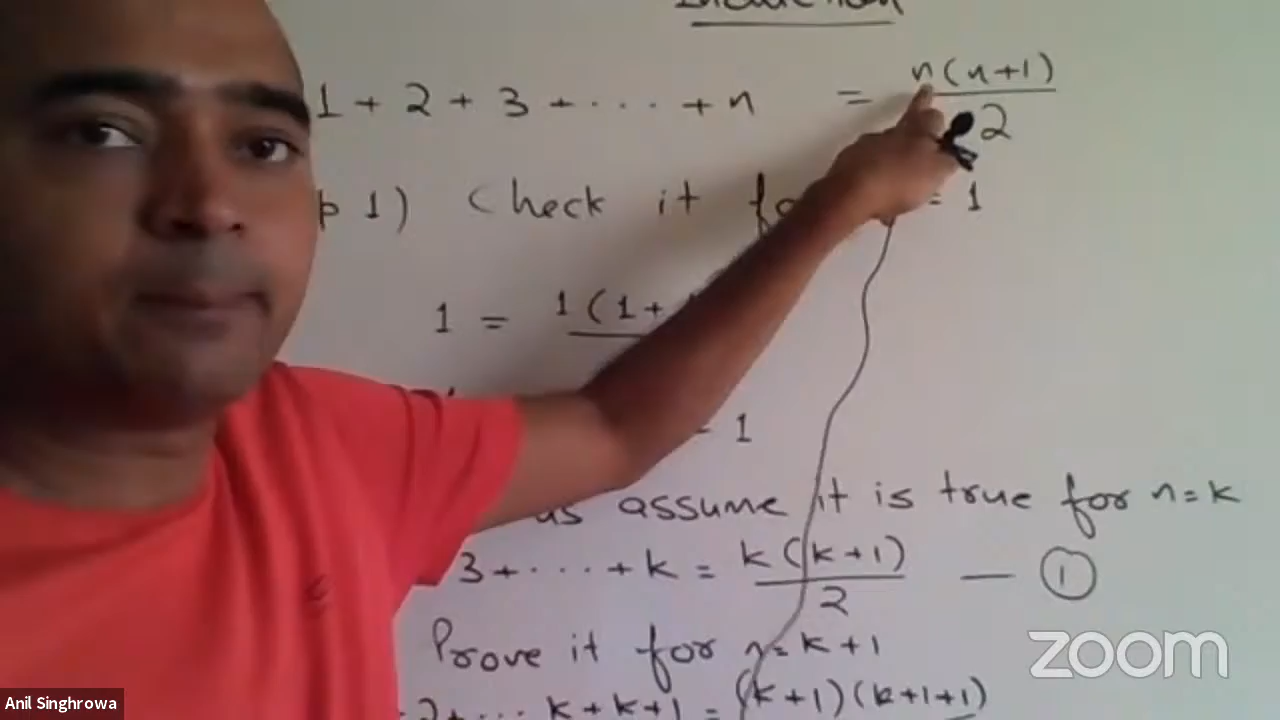 Induction
1 + 2 + 3 + . . . . + n = n(n+1)/2
p 1) Check it fo = 1
1 = 1(1+
= 1
us assume it is true for n=k
3+ . . . . +k = k(k+1)/2 — ①
Prove it for n=k+1
2+ . . . k+k+1 = (k+1)(k+1+1)
zoom
Anil Singhrowa